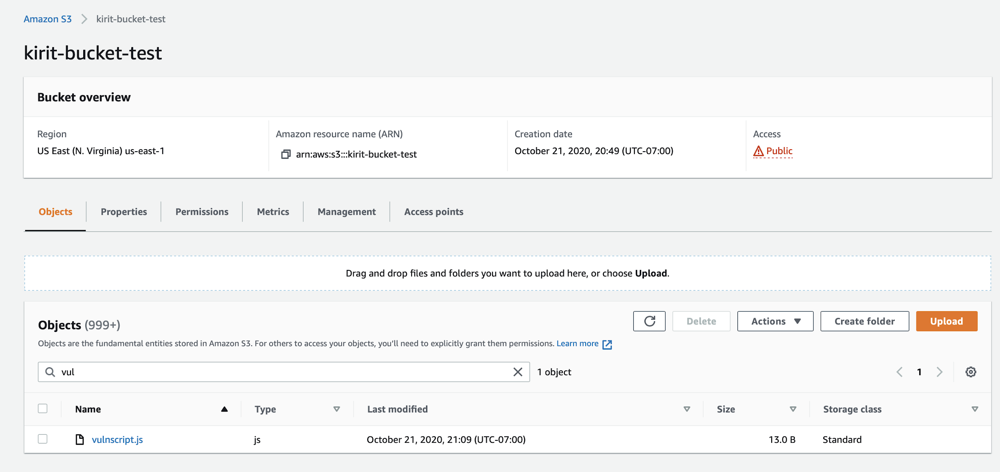 Amazon S3 > kirit-bucket-test
kirit-bucket-test
Bucket overview
Region
US East (N. Virginia) us-east-1
Amazon resource name (ARN)
arn:aws:s3:::kirit-bucket-test
Creation date
October 21, 2020, 20:49 (UTC-07:00)
Access
Public
Objects Properties Permissions Metrics Management Access points
Drag and drop files and folders you want to upload here, or choose Upload.
Objects (999+)
Delete Actions Create folder Upload
Objects are the fundamental entities stored in Amazon S3. For others to access your objects, you'll need to explicitly grant them permissions. Learn more
vul 1 object 1
Name Type Last modified Size Storage class
vulnscript.js js October 21, 2020, 21:09 (UTC-07:00) 13.0 B Standard